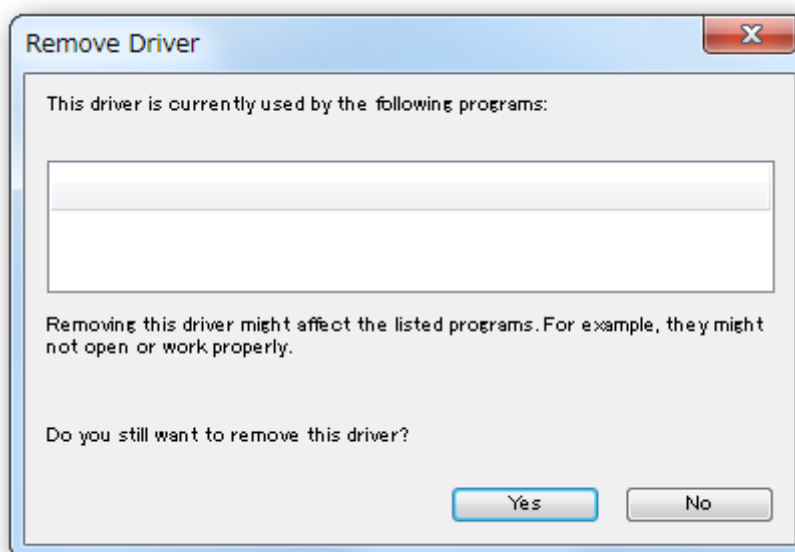 Remove Driver
This driver is currently used by the following programs:
Removing this driver might affect the listed programs. For example, they might
not open or work properly.
Do you still want to remove this driver?
Yes
No